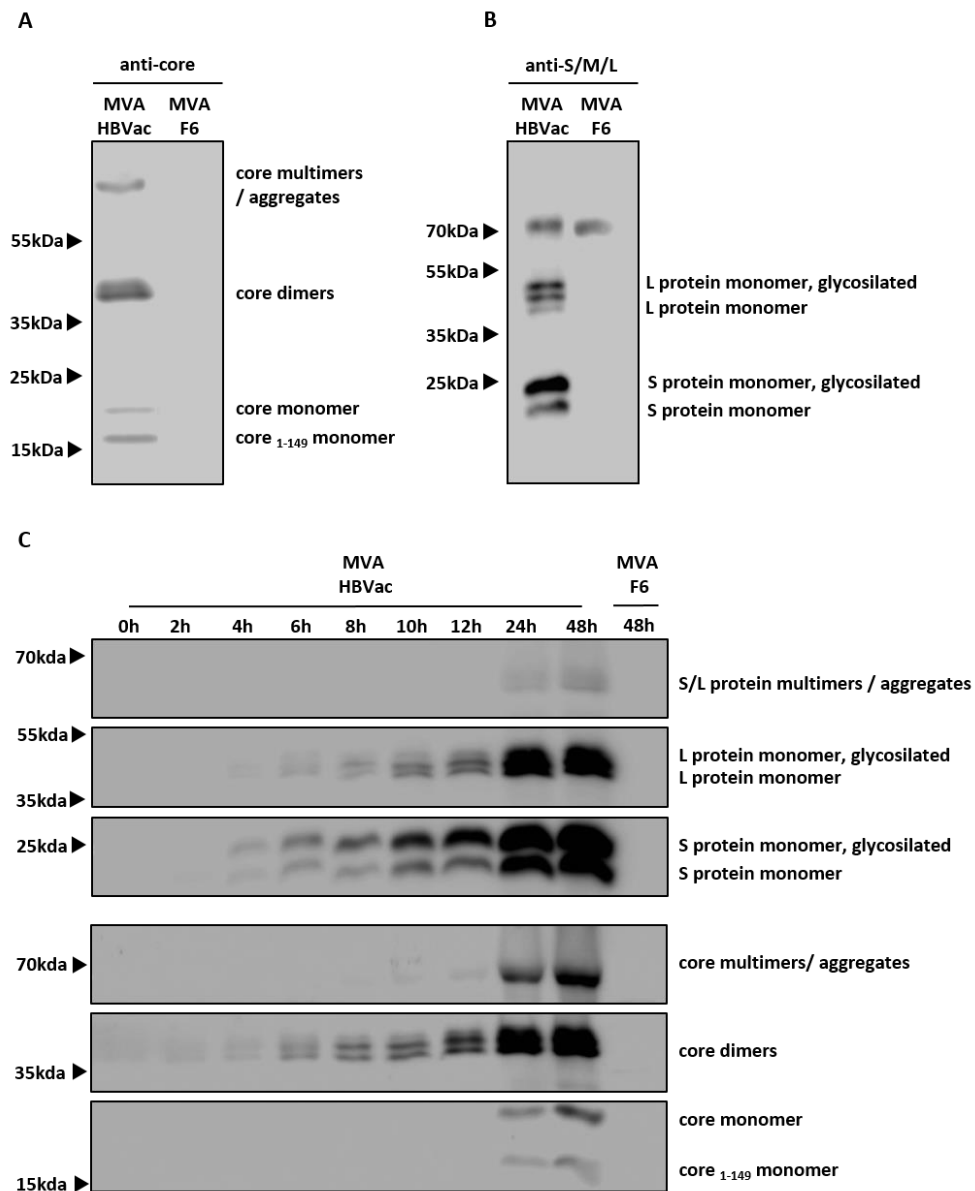 A
anti-core
MVA MVA
HBVac F6
core multimers
/ aggregates
55kDa
core dimers
35kDa
25kDa
core monomer
core 1-149 monomer
15kDa
B
anti-S/M/L
MVA MVA
HBVac F6
70kDa
55kDa
L protein monomer, glycosilated
L protein monomer
35kDa
25kDa
S protein monomer, glycosilated
S protein monomer
C
MVA MVA
HBVac F6
0h 2h 4h 6h 8h 10h 12h 24h 48h 48h
70kda
S/L protein multimers / aggregates
55kda
L protein monomer, glycosilated
L protein monomer
35kda
25kda
S protein monomer, glycosilated
S protein monomer
70kda
core multimers/ aggregates
core dimers
35kda
core monomer
core 1-149 monomer
15kda